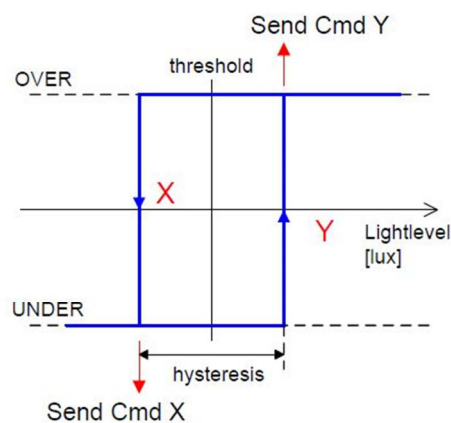 Send Cmd Y
threshold
OVER
X
Y
Lightlevel
[lux]
UNDER
hysteresis
Send Cmd X